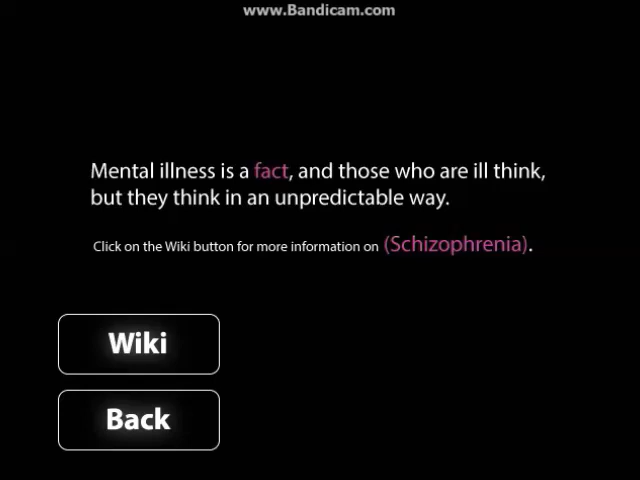 www.Bandicam.com
Mental illness is a fact, and those who are ill think,
but they think in an unpredictable way.
Click on the Wiki button for more information on (Schizophrenia).
Wiki
Back